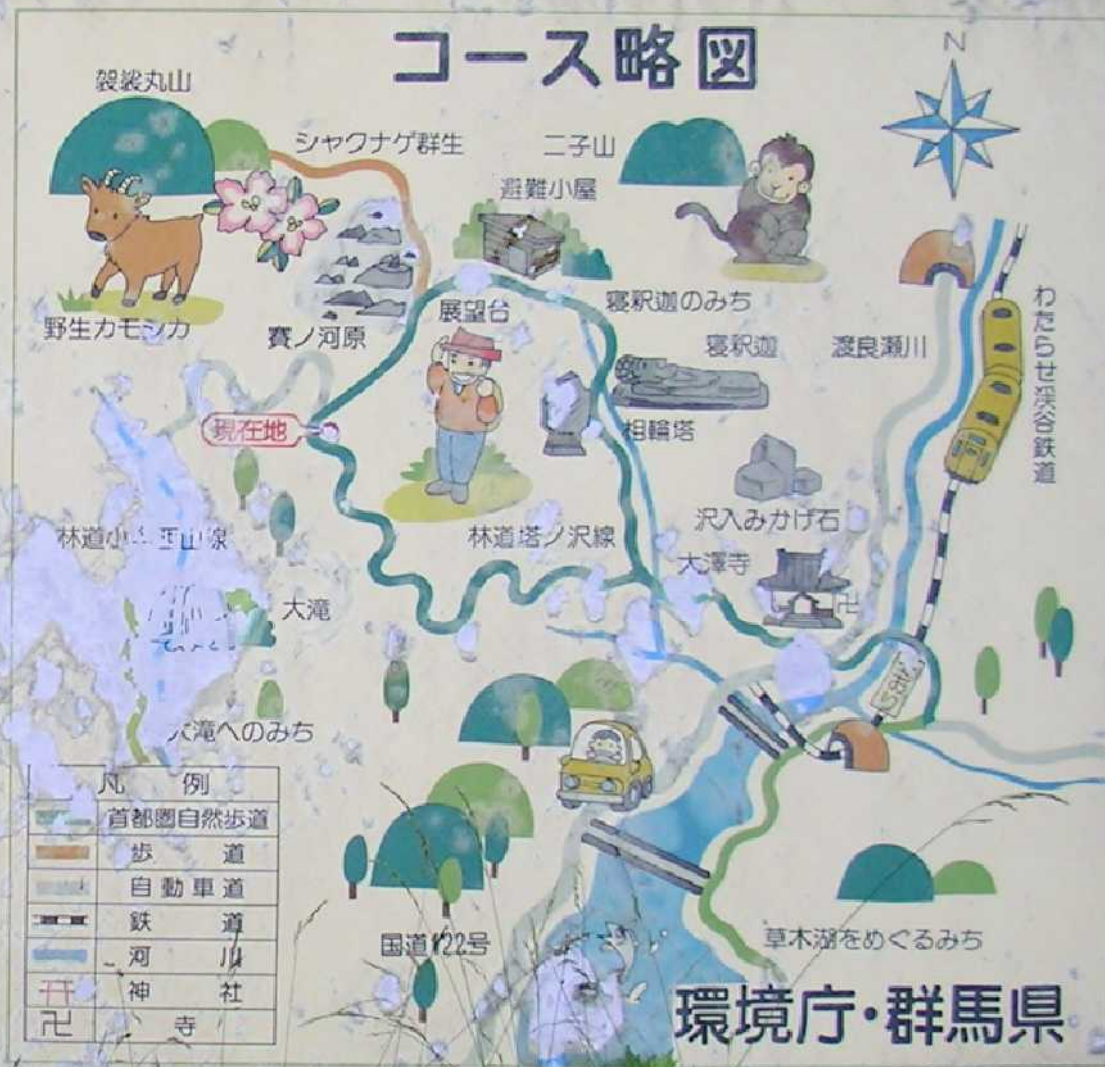 コース略図
N
袈裟丸山
シャクナゲ群生
二子山
避難小屋
野生カモシカ
賽ノ河原
展望台
寝釈迦のみち
寝釈迦
渡良瀬川
わたらせ渓谷鉄道
現在地
相輪塔
沢入みかげ石
林道塔ノ沢線
大澤寺
卍
大滝
大滝へのみち
凡例
首都圏自然歩道
歩道
自動車道
鉄道
河川
神社
卍 寺
国道122号
草木湖をめぐるみち
環境庁・群馬県